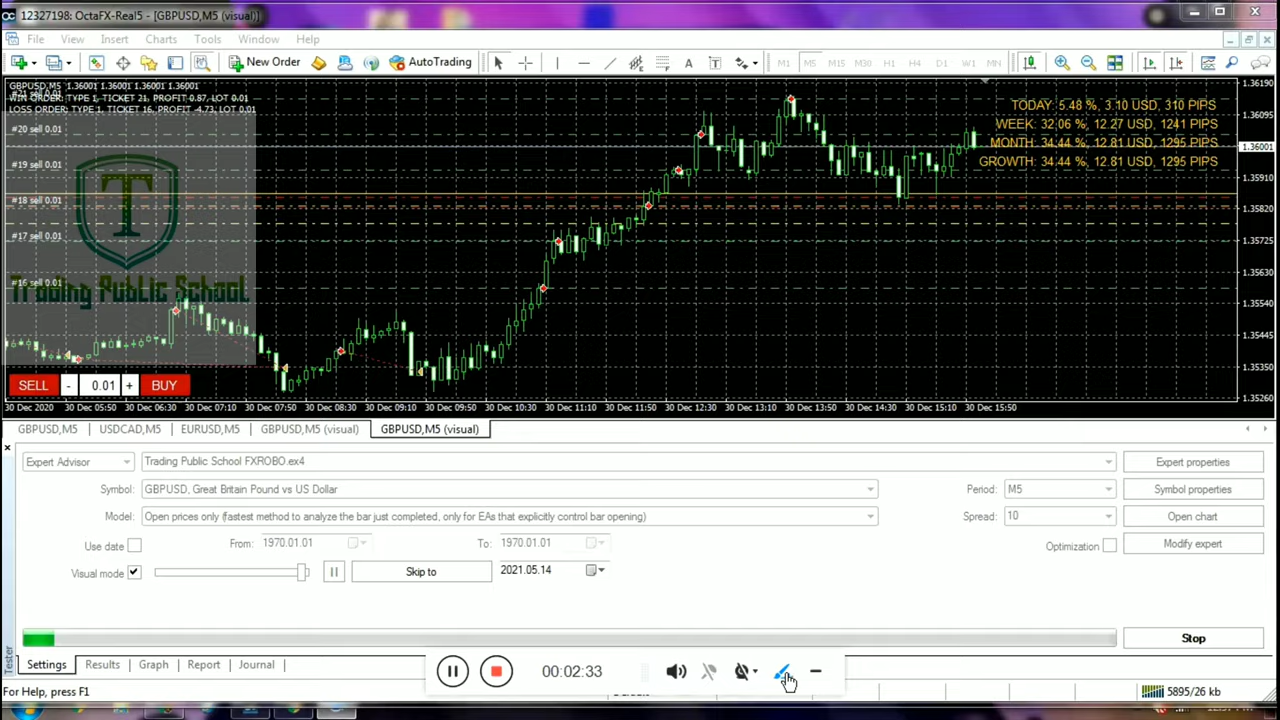 12327198: OctaFX-Real5 - [GBPUSD,M5 (visual)]
File View Insert Charts Tools Window Help
New Order AutoTrading M1 M5 M15 M30 H1 H4 W1 MN
GBPUSD,M5 1.36001 1.36001 1.36001 1.36001
WIN ORDER: TYPE 1, TICKET 21, PROFIT 0.87, LOT 0.01
LOSS ORDER: TYPE 1, TICKET 16, PROFIT -4.73, LOT 0.01
TODAY: 5.48 %, 3.10 USD, 310 PIPS
WEEK: 32.06 %, 12.27 USD, 1241 PIPS
MONTH: 34.44 %, 12.81 USD, 1295 PIPS
GROWTH: 34.44 %, 12.81 USD, 1295 PIPS
#20 sell 0.01
#19 sell 0.01
#18 sell 0.01
#17 sell 0.01
#16 sell 0.01
T
Trading Public School
1.36190
1.36095
1.36001
1.35910
1.35820
1.35725
1.35630
1.35540
1.35445
1.35350
1.35260
SELL - 0.01 + BUY
30 Dec 2020 30 Dec 05:50 30 Dec 06:30 30 Dec 07:10 30 Dec 07:50 30 Dec 08:30 30 Dec 09:10 30 Dec 09:50 30 Dec 10:30 30 Dec 11:10 30 Dec 11:50 30 Dec 12:30 30 Dec 13:10 30 Dec 13:50 30 Dec 14:30 30 Dec 15:10 30 Dec 15:50
GBPUSD,M5 USDCAD,M5 EURUSD,M5 GBPUSD,M5 (visual) GBPUSD,M5 (visual)
Expert Advisor Trading Public School FXROBO.ex4 Expert properties
Symbol: GBPUSD, Great Britain Pound vs US Dollar Period: M5 Symbol properties
Model: Open prices only (fastest method to analyze the bar just completed, only for EAs that explicitly control bar opening) Spread: 10 Open chart
Use date From: 1970.01.01 To: 1970.01.01 Optimization Modify expert
Visual mode Skip to 2021.05.14
Stop
Tester
Settings Results Graph Report Journal
00:02:33
For Help, press F1 5895/26 kb